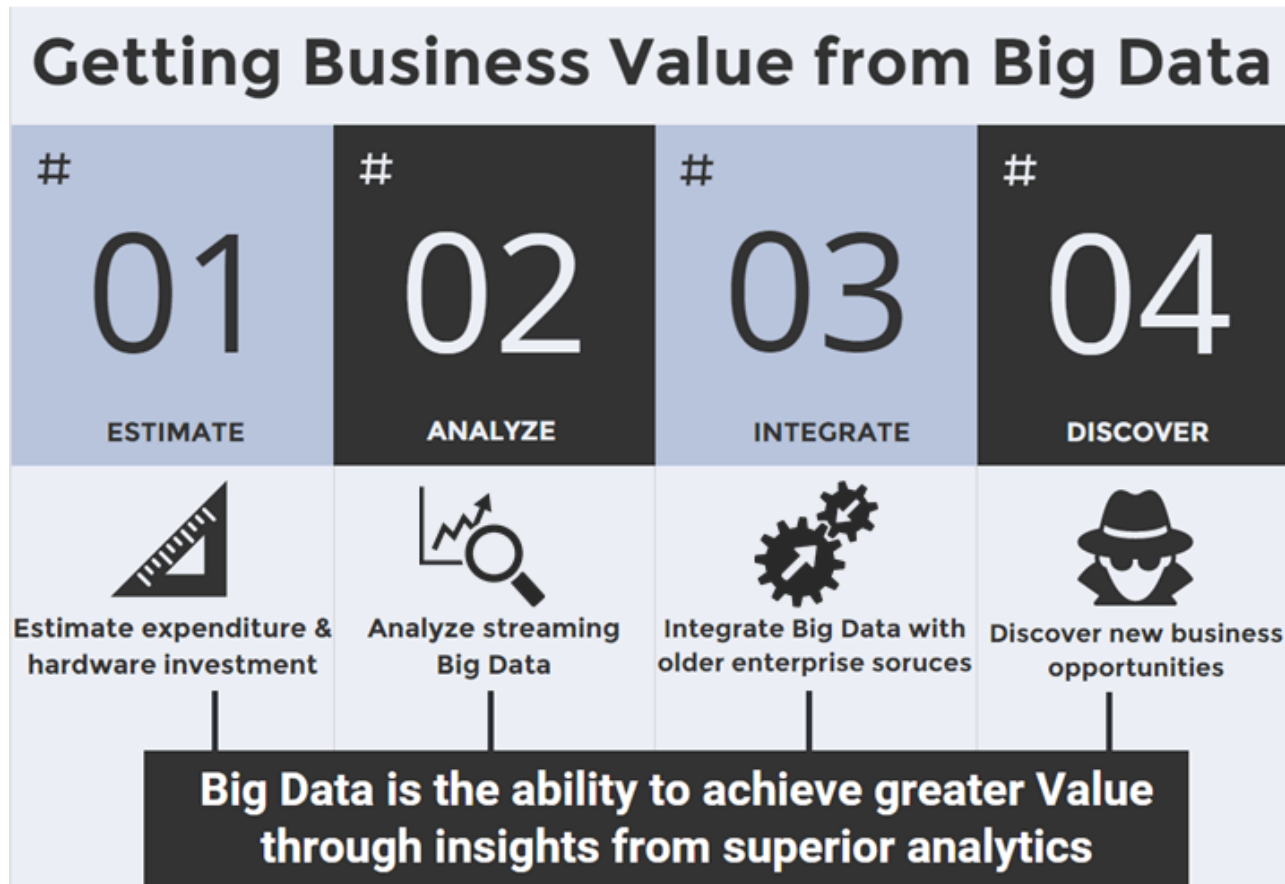 Getting Business Value from Big Data
#
01
ESTIMATE
#
02
ANALYZE
#
03
INTEGRATE
#
04
DISCOVER
Estimate expenditure &
hardware investment
Analyze streaming
Big Data
Integrate Big Data with
older enterprise soruces
Discover new business
opportunities
Big Data is the ability to achieve greater Value
through insights from superior analytics